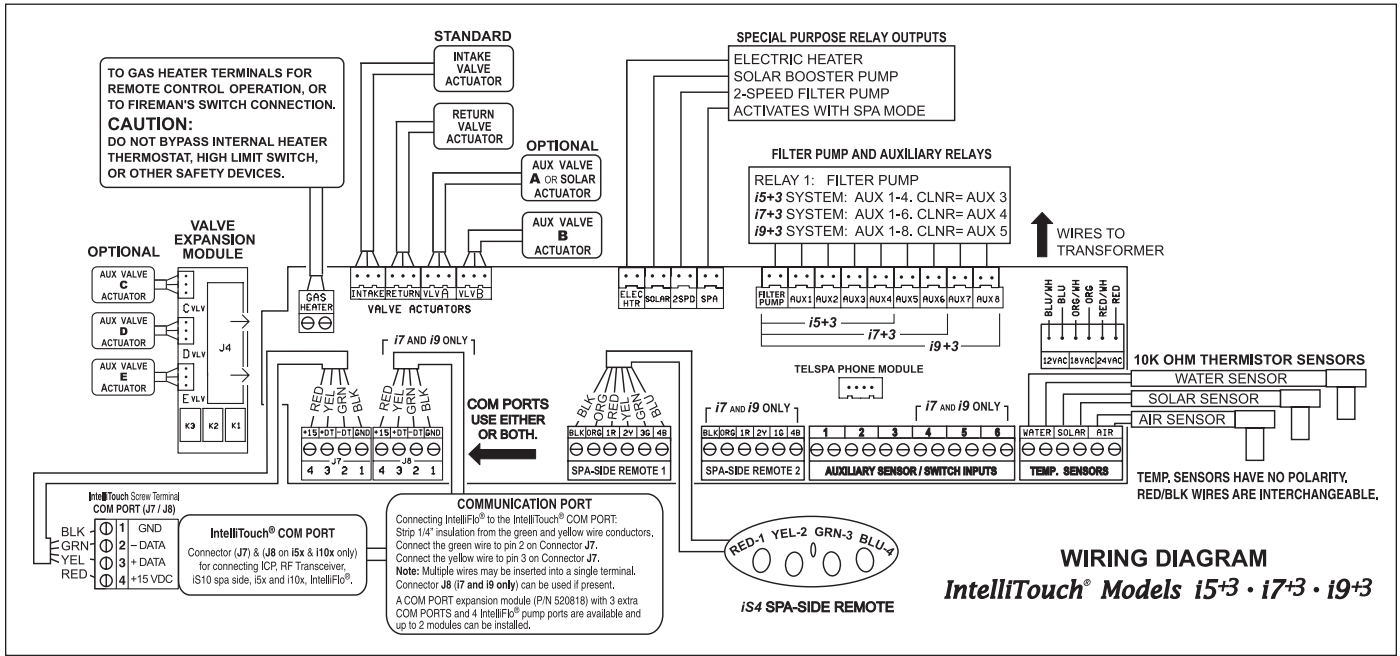 TO GAS HEATER TERMINALS FOR
REMOTE CONTROL OPERATION, OR
TO FIREMAN'S SWITCH CONNECTION.
CAUTION:
DO NOT BYPASS INTERNAL HEATER
THERMOSTAT, HIGH LIMIT SWITCH,
OR OTHER SAFETY DEVICES.
STANDARD
INTAKE
VALVE
ACTUATOR
RETURN
VALVE
ACTUATOR
OPTIONAL
AUX VALVE
A OR SOLAR
ACTUATOR
AUX VALVE
B
ACTUATOR
SPECIAL PURPOSE RELAY OUTPUTS
ELECTRIC HEATER
SOLAR BOOSTER PUMP
2-SPEED FILTER PUMP
ACTIVATES WITH SPA MODE
FILTER PUMP AND AUXILIARY RELAYS
RELAY 1: FILTER PUMP
i5+3 SYSTEM: AUX 1-4. CLNR= AUX 3
i7+3 SYSTEM: AUX 1-6. CLNR= AUX 4
i9+3 SYSTEM: AUX 1-8. CLNR= AUX 5
WIRES TO
TRANSFORMER
VALVE
EXPANSION
MODULE
OPTIONAL
AUX VALVE
C
ACTUATOR
AUX VALVE
D
ACTUATOR
AUX VALVE
E
ACTUATOR
C VLV
D VLV
E VLV
J4
K3 K2 K1
GAS
HEATER
INTAKE RETURN VLV A VLV B
VALVE ACTUATORS
ELEC
HTR SOLAR 2SPD SPA
FILTER
PUMP AUX1 AUX2 AUX3 AUX4 AUX5 AUX6 AUX7 AUX8
i5+3
i7+3
i9+3
BLU/WH BLU ORG/WH ORG RED/WH RED
12VAC 18VAC 24VAC
10K OHM THERMISTOR SENSORS
WATER SENSOR
SOLAR SENSOR
AIR SENSOR
TELSPA PHONE MODULE
i7 AND i9 ONLY
RED YEL GRN BLK
RED YEL GRN BLK
+15 +DT -DT GND
J7
4 3 2 1
+15 +DT -DT GND
J8
4 3 2 1
COM PORTS
USE EITHER
OR BOTH.
BLK ORG RED YEL GRN BLU
BLK ORG 1R 2Y 3G 4B
SPA-SIDE REMOTE 1
i7 AND i9 ONLY
BLK ORG 1R 2Y 1G 4B
SPA-SIDE REMOTE 2
i7 AND i9 ONLY
1 2 3 4 5 6
AUXILIARY SENSOR / SWITCH INPUTS
WATER SOLAR AIR
TEMP. SENSORS
TEMP. SENSORS HAVE NO POLARITY.
RED/BLK WIRES ARE INTERCHANGEABLE.
IntelliTouch Screw Terminal
COM PORT (J7 / J8)
BLK 1 GND
GRN 2 – DATA
YEL 3 + DATA
RED 4 +15 VDC
IntelliTouch® COM PORT
Connector (J7) & (J8 on i5x & i10x only)
for connecting ICP, RF Transceiver,
iS10 spa side, i5x and i10x, IntelliFlo®.
COMMUNICATION PORT
Connecting IntelliFlo® to the IntelliTouch® COM PORT:
Strip 1/4" insulation from the green and yellow wire conductors.
Connect the green wire to pin 2 on Connector J7.
Connect the yellow wire to pin 3 on Connector J7.
Note: Multiple wires may be inserted into a single terminal.
Connector J8 (i7 and i9 only) can be used if present.
A COM PORT expansion module (P/N 520818) with 3 extra
COM PORTS and 4 IntelliFlo® pump ports are available and
up to 2 modules can be installed.
RED-1 YEL-2 GRN-3 BLU-4
iS4 SPA-SIDE REMOTE
WIRING DIAGRAM
IntelliTouch® Models i5+3 · i7+3 · i9+3